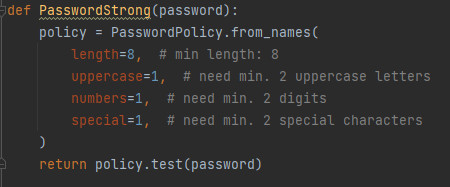 def PasswordStrong(password):
    policy = PasswordPolicy.from_names(
        length=8,  # min length: 8
        uppercase=1,  # need min. 2 uppercase letters
        numbers=1,  # need min. 2 digits
        special=1,  # need min. 2 special characters
    )
    return policy.test(password)